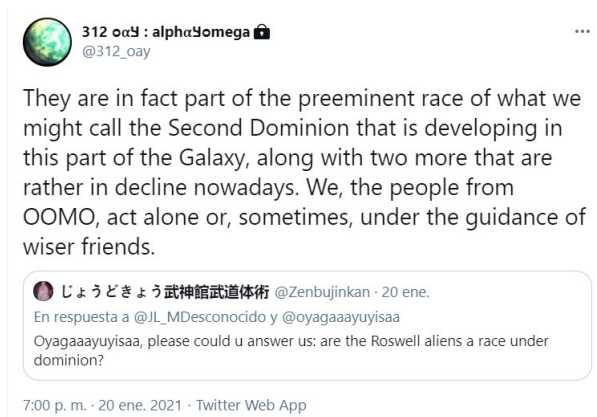 312  oαყ : alphαყomega
@312_oay
They are in fact part of the preeminent race of what we
might call the Second Dominion that is developing in
this part of the Galaxy, along with two more that are
rather in decline nowadays. We, the people from
OOMO, act alone or, sometimes, under the guidance of
wiser friends.
じょうどきょう武神館武道体術 @Zenbujinkan · 20 ene.
En respuesta a @JL_MDesconocido y @oyagaaayuyisaa
Oyagaaayuyisaa, please could u answer us: are the Roswell aliens a race under
dominion?
7:00 p. m. · 20 ene. 2021 · Twitter Web App